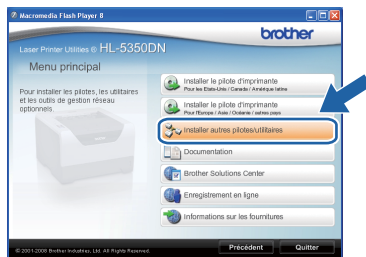 Macromedia Flash Player 8
brother
Laser Printer Utilities © HL-5350DN
Menu principal
Pour installer les pilotes, les utilitaires
et les outils de gestion réseau
optionnels.
Installer le pilote d'imprimante
Pour les Etats-Unis / Canada / Amérique latine
Installer le pilote d'imprimante
Pour l'Europe / Asie / Océanie / autres pays
Installer autres pilotes/utilitaires
Documentation
Brother Solutions Center
Enregistrement en ligne
Informations sur les fournitures
© 2001-2008 Brother Industries, Ltd. All Rights Reserved.
Précédent
Quitter